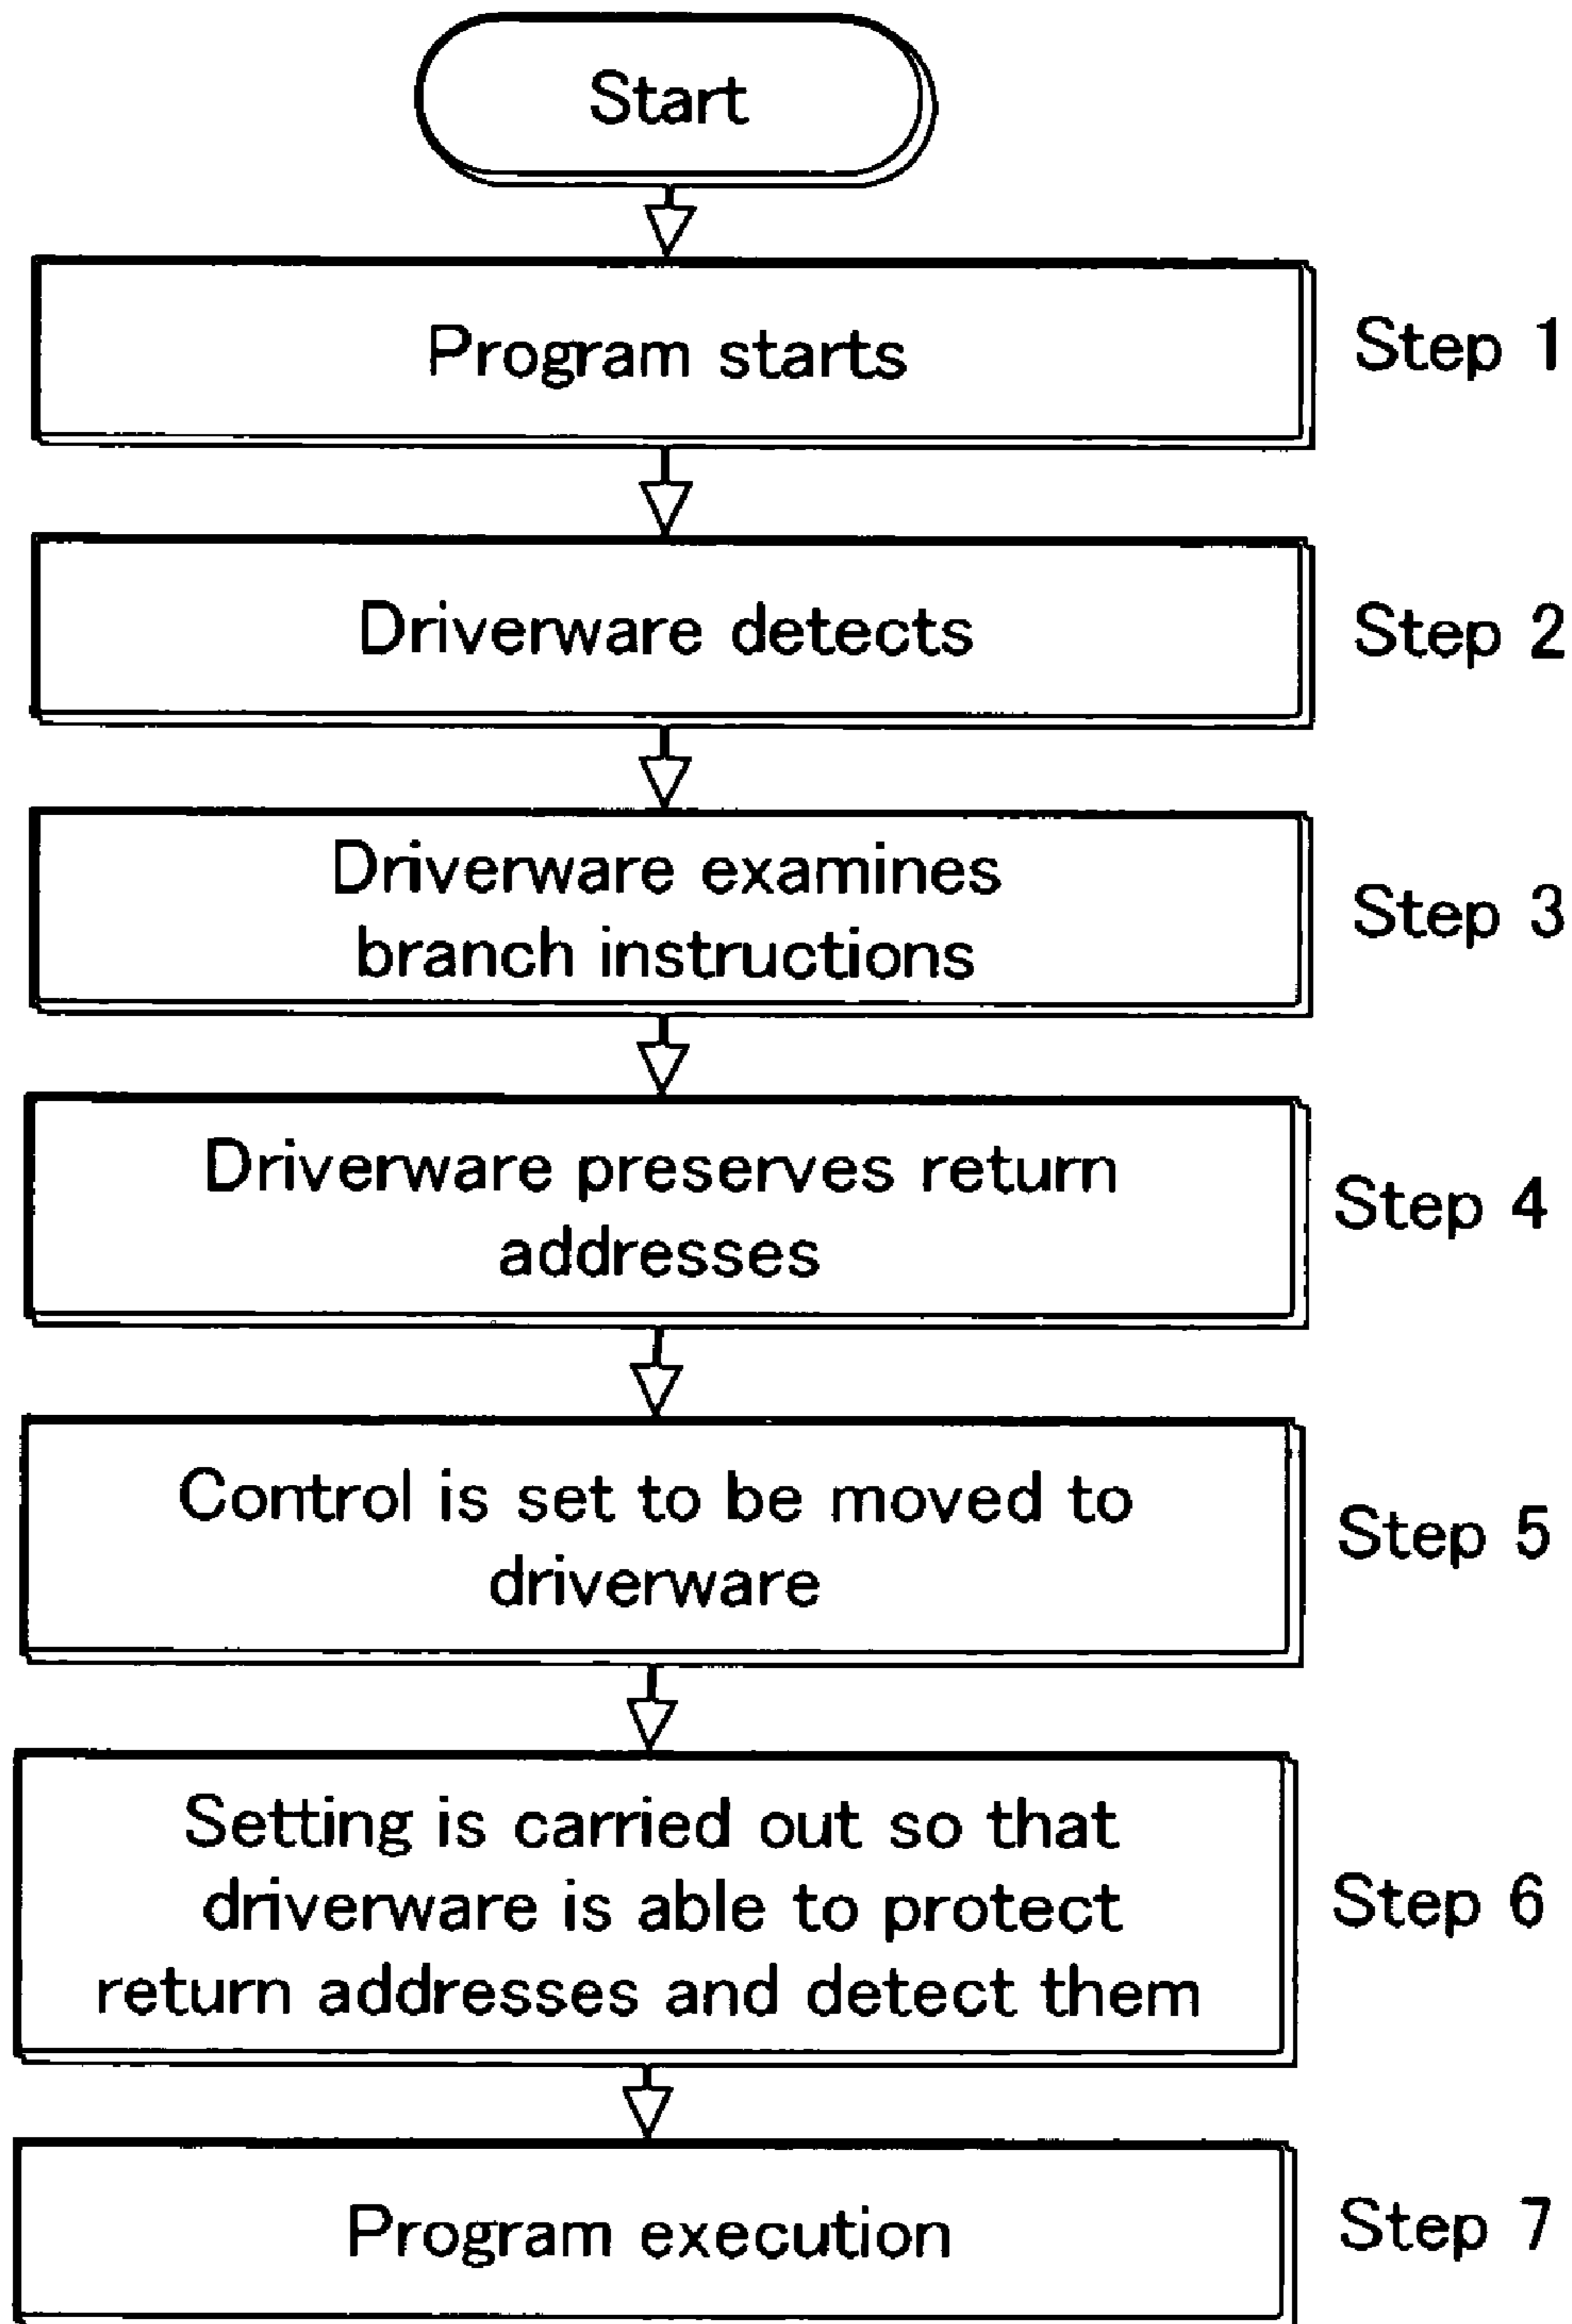 Start
Program starts
Step 1
Driverware detects
Step 2
Driverware examines
branch instructions
Step 3
Driverware preserves return
addresses
Step 4
Control is set to be moved to
driverware
Step 5
Setting is carried out so that
driverware is able to protect
return addresses and detect them
Step 6
Program execution
Step 7